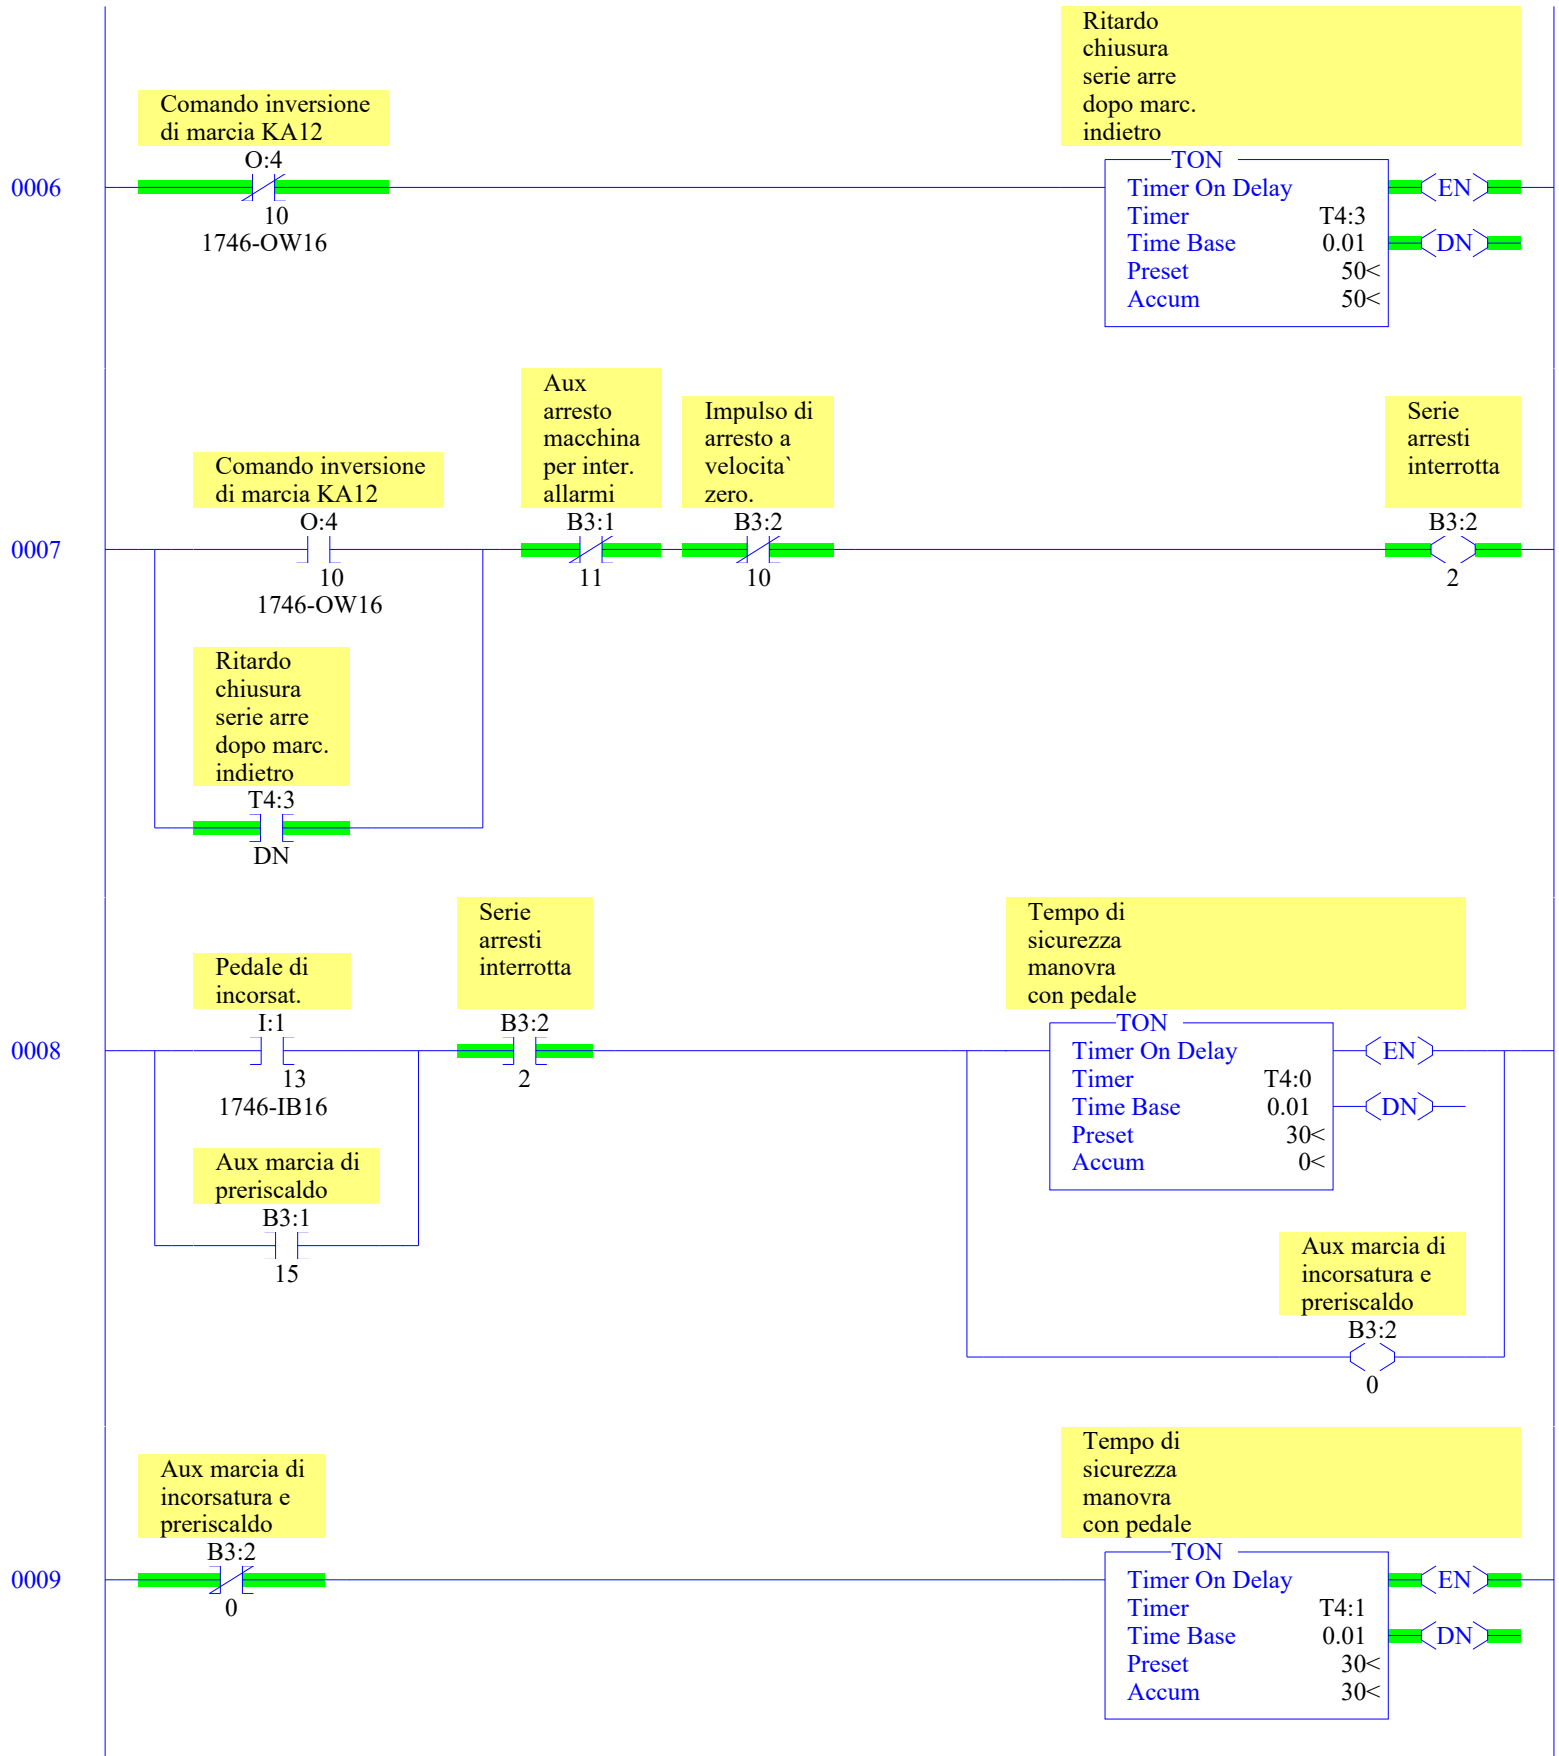 Ritardo
chiusura
serie arre
dopo marc.
indietro
Comando inversione
di marcia KA12
O:4
0006
10
1746-OW16
TON
Timer On Delay
Timer T4:3
Time Base 0.01
Preset 50<
Accum 50<
EN
DN
Aux
arresto
macchina
per inter.
allarmi
Impulso di
arresto a
velocita`
zero.
Serie
arresti
interrotta
Comando inversione
di marcia KA12
O:4
B3:1
B3:2
B3:2
0007
10
1746-OW16
11
10
2
Ritardo
chiusura
serie arre
dopo marc.
indietro
T4:3
DN
Serie
arresti
interrotta
Tempo di
sicurezza
manovra
con pedale
Pedale di
incorsat.
I:1
B3:2
0008
13
1746-IB16
2
TON
Timer On Delay
Timer T4:0
Time Base 0.01
Preset 30<
Accum 0<
EN
DN
Aux marcia di
preriscaldo
B3:1
15
Aux marcia di
incorsatura e
preriscaldo
B3:2
0
Tempo di
sicurezza
manovra
con pedale
Aux marcia di
incorsatura e
preriscaldo
B3:2
0009
0
TON
Timer On Delay
Timer T4:1
Time Base 0.01
Preset 30<
Accum 30<
EN
DN